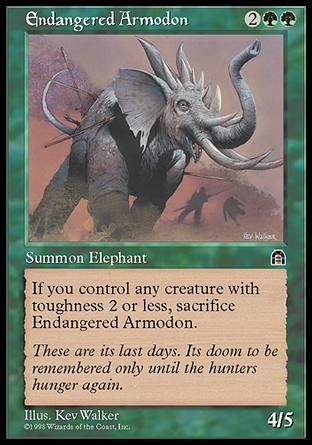 Endangered Armodon 2
KEV WALKER
Summon Elephant
If you control any creature with
toughness 2 or less, sacrifice
Endangered Armodon.
These are its last days. Its doom to be
remembered only until the hunters
hunger again.
Illus. Kev Walker
©1998 Wizards of the Coast, Inc.
4/5